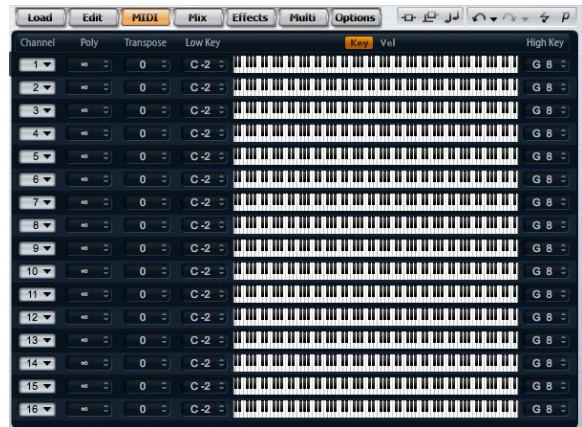 Load Edit MIDI Mix Effects Multi Options
Channel Poly Transpose Low Key Key Vel High Key
1 ∞ 0 C -2 G 8
2 ∞ 0 C -2 G 8
3 ∞ 0 C -2 G 8
4 ∞ 0 C -2 G 8
5 ∞ 0 C -2 G 8
6 ∞ 0 C -2 G 8
7 ∞ 0 C -2 G 8
8 ∞ 0 C -2 G 8
9 ∞ 0 C -2 G 8
10 ∞ 0 C -2 G 8
11 ∞ 0 C -2 G 8
12 ∞ 0 C -2 G 8
13 ∞ 0 C -2 G 8
14 ∞ 0 C -2 G 8
15 ∞ 0 C -2 G 8
16 ∞ 0 C -2 G 8